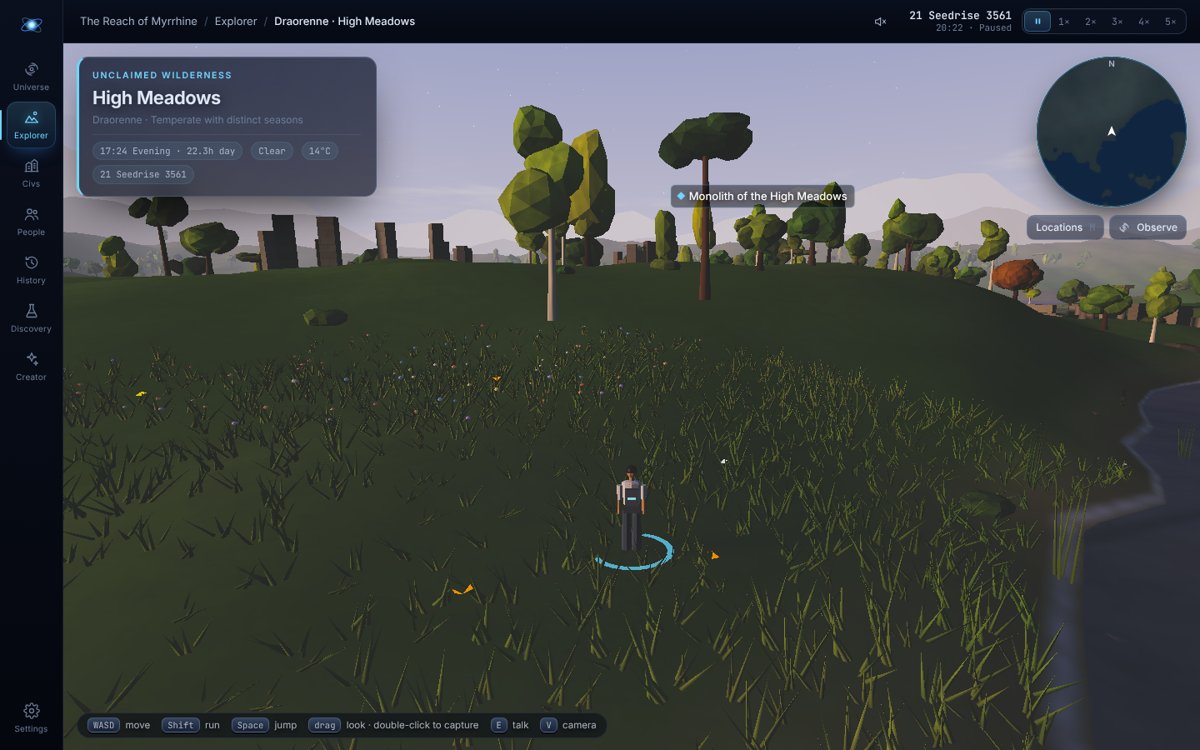 The Reach of Myrrhine / Explorer / Draorenne · High Meadows
21 Seedrise 3561
20:22 · Paused
1× 2× 3× 4× 5×
Universe
Explorer
Civs
People
History
Discovery
Creator
Settings
UNCLAIMED WILDERNESS
High Meadows
Draorenne · Temperate with distinct seasons
17:24 Evening · 22.3h day Clear 14°C
21 Seedrise 3561
Monolith of the High Meadows
N
Locations M Observe
WASD move Shift run Space jump drag look · double-click to capture E talk V camera